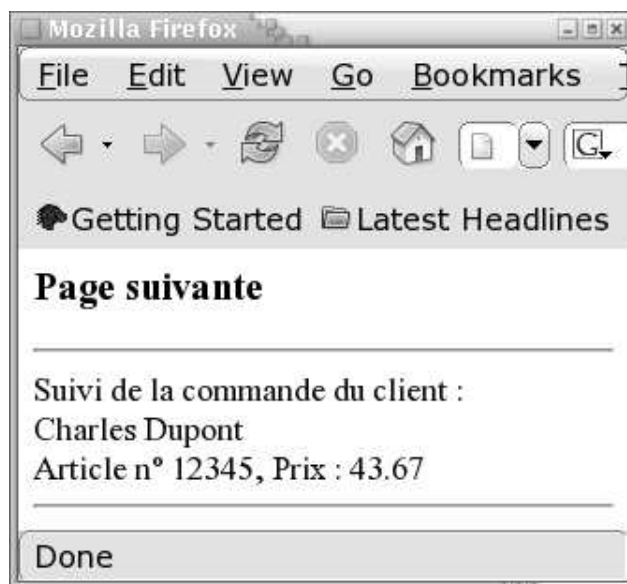 Mozilla Firefox
File Edit View Go Bookmarks
G
Getting Started Latest Headlines
Page suivante
Suivi de la commande du client :
Charles Dupont
Article n° 12345, Prix : 43.67
Done